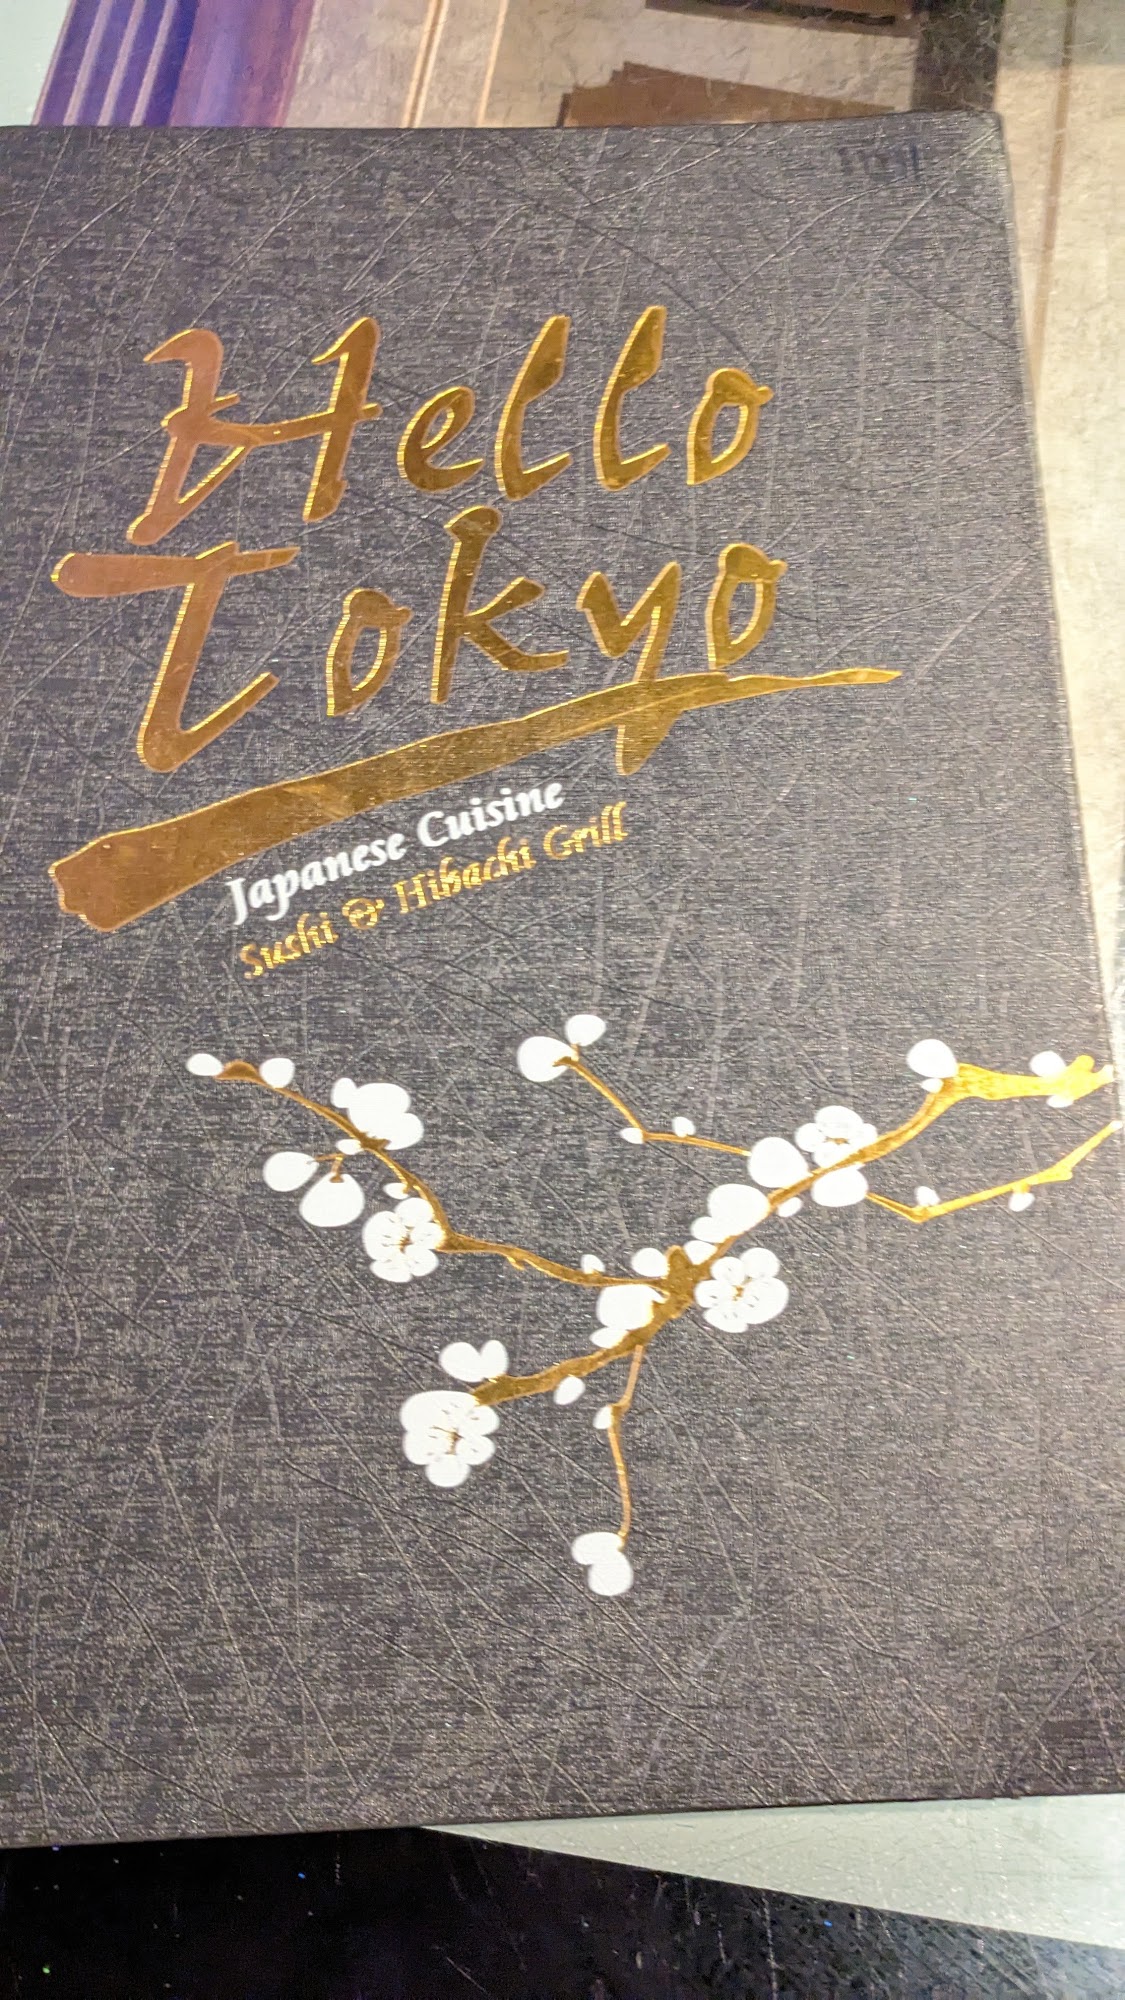 Hello
Tokyo
Japanese Cuisine
Sushi & Hibachi Grill